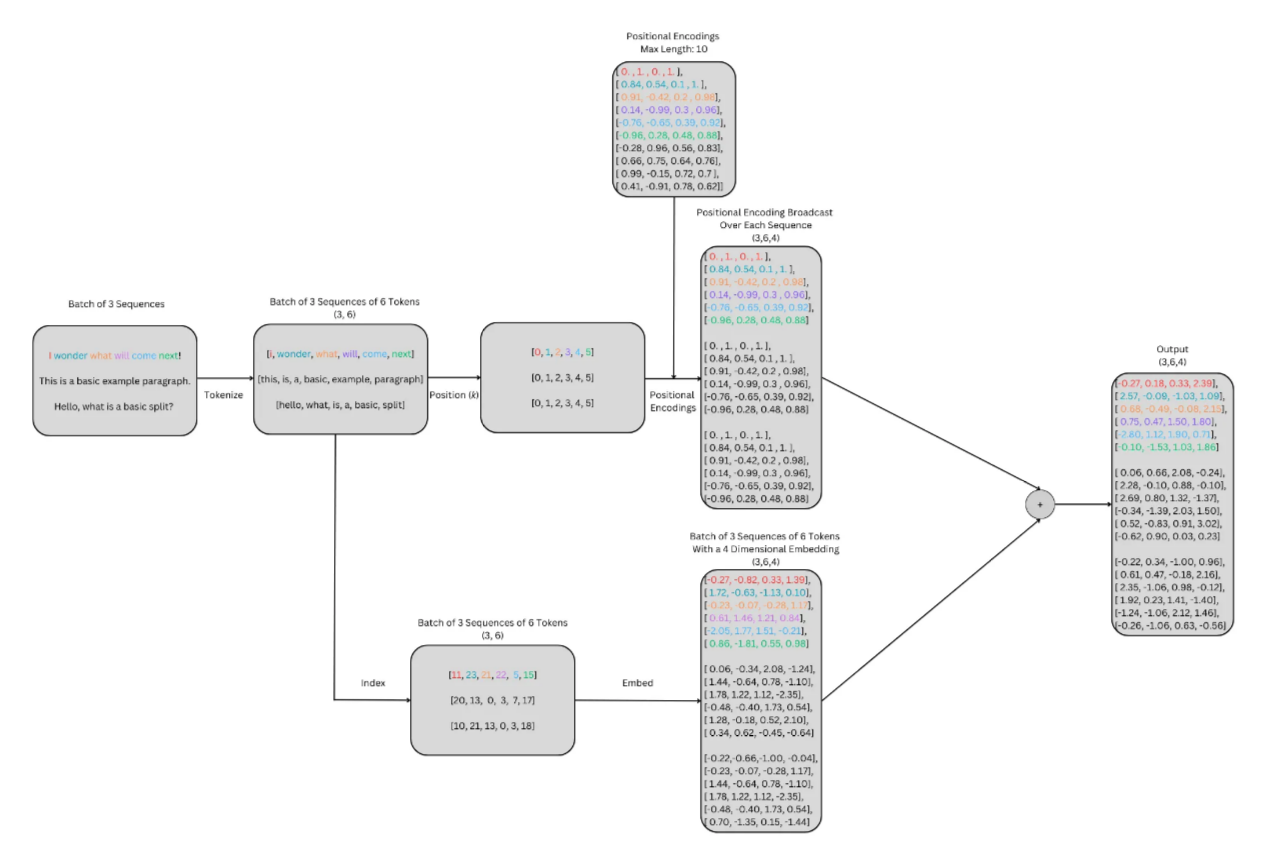 Positional Encodings
Max Length: 10
[ 0. , 1. , 0. , 1. ],
[ 0.84, 0.54, 0.1 , 1. ],
[ 0.91, -0.42, 0.2 , 0.98],
[ 0.14, -0.99, 0.3 , 0.96],
[-0.76, -0.65, 0.39, 0.92],
[-0.96, 0.28, 0.48, 0.88],
[-0.28, 0.96, 0.56, 0.83],
[ 0.66, 0.75, 0.64, 0.76],
[ 0.99, -0.15, 0.72, 0.7 ],
[ 0.41, -0.91, 0.78, 0.62]]
Positional Encoding Broadcast
Over Each Sequence
(3,6,4)
[ 0. , 1. , 0. , 1. ],
[ 0.84, 0.54, 0.1 , 1. ],
[ 0.91, -0.42, 0.2 , 0.98],
[ 0.14, -0.99, 0.3 , 0.96],
[-0.76, -0.65, 0.39, 0.92],
[-0.96, 0.28, 0.48, 0.88]
[ 0. , 1. , 0. , 1. ],
[ 0.84, 0.54, 0.1 , 1. ],
[ 0.91, -0.42, 0.2 , 0.98],
[ 0.14, -0.99, 0.3 , 0.96],
[-0.76, -0.65, 0.39, 0.92],
[-0.96, 0.28, 0.48, 0.88]
[ 0. , 1. , 0. , 1. ],
[ 0.84, 0.54, 0.1 , 1. ],
[ 0.91, -0.42, 0.2 , 0.98],
[ 0.14, -0.99, 0.3 , 0.96],
[-0.76, -0.65, 0.39, 0.92],
[-0.96, 0.28, 0.48, 0.88]
Batch of 3 Sequences
I wonder what will come next!
This is a basic example paragraph.
Hello, what is a basic split?
Tokenize
Batch of 3 Sequences of 6 Tokens
(3, 6)
[i, wonder, what, will, come, next]
[this, is, a, basic, example, paragraph]
[hello, what, is, a, basic, split]
Position (k)
[0, 1, 2, 3, 4, 5]
[0, 1, 2, 3, 4, 5]
[0, 1, 2, 3, 4, 5]
Positional
Encodings
Index
Batch of 3 Sequences of 6 Tokens
(3, 6)
[11, 23, 21, 22, 5, 15]
[20, 13, 0, 3, 7, 17]
[10, 21, 13, 0, 3, 18]
Embed
Batch of 3 Sequences of 6 Tokens
With a 4 Dimensional Embedding
(3,6,4)
[-0.27, -0.82, 0.33, 1.39],
[ 1.72, -0.63, -1.13, 0.10],
[-0.23, -0.07, -0.28, 1.17],
[ 0.61, 1.46, 1.21, 0.84],
[-2.05, 1.77, 1.51, -0.21],
[ 0.86, -1.81, 0.55, 0.98]
[ 0.06, -0.34, 2.08, -1.24],
[ 1.44, -0.64, 0.78, -1.10],
[ 1.78, 1.22, 1.12, -2.35],
[-0.48, -0.40, 1.73, 0.54],
[ 1.28, -0.18, 0.52, 2.10],
[ 0.34, 0.62, -0.45, -0.64]
[-0.22,-0.66,-1.00, -0.04],
[-0.23, -0.07, -0.28, 1.17],
[ 1.44, -0.64, 0.78, -1.10],
[ 1.78, 1.22, 1.12, -2.35],
[-0.48, -0.40, 1.73, 0.54],
[ 0.70, -1.35, 0.15, -1.44]
+
Output
(3,6,4)
[-0.27, 0.18, 0.33, 2.39],
[ 2.57, -0.09, -1.03, 1.09],
[ 0.68, -0.49, -0.08, 2.15],
[ 0.75, 0.47, 1.50, 1.80],
[-2.80, 1.12, 1.90, 0.71],
[-0.10, -1.53, 1.03, 1.86]
[ 0.06, 0.66, 2.08, -0.24],
[ 2.28, -0.10, 0.88, -0.10],
[ 2.69, 0.80, 1.32, -1.37],
[-0.34, -1.39, 2.03, 1.50],
[ 0.52, -0.83, 0.91, 3.02],
[-0.62, 0.90, 0.03, 0.23]
[-0.22, 0.34, -1.00, 0.96],
[ 0.61, 0.47, -0.18, 2.16],
[ 2.35, -1.06, 0.98, -0.12],
[ 1.92, 0.23, 1.41, -1.40],
[-1.24, -1.06, 2.12, 1.46],
[-0.26, -1.06, 0.63, -0.56]